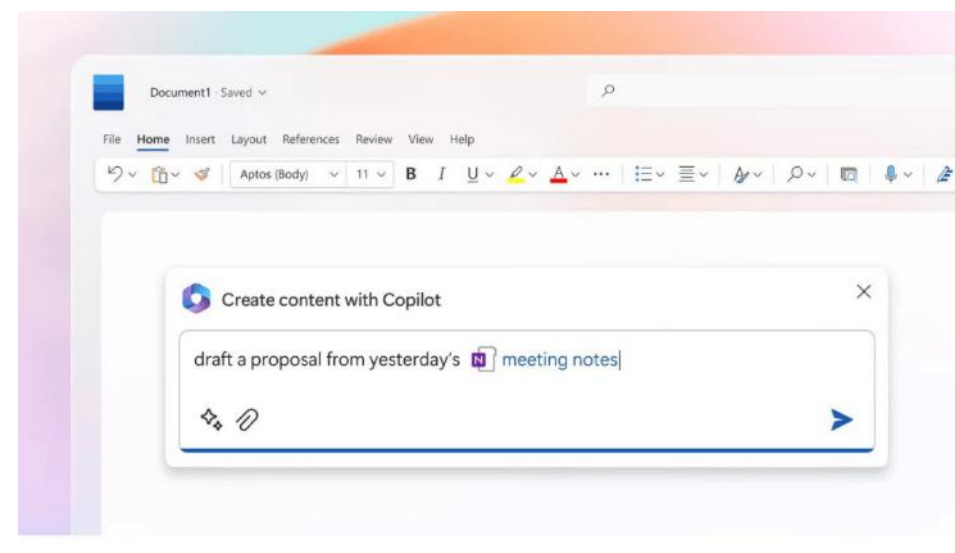 Document1 · Saved
File Home Insert Layout References Review View Help
Aptos (Body) 11 B I U A ...
Create content with Copilot
draft a proposal from yesterday's N meeting notes